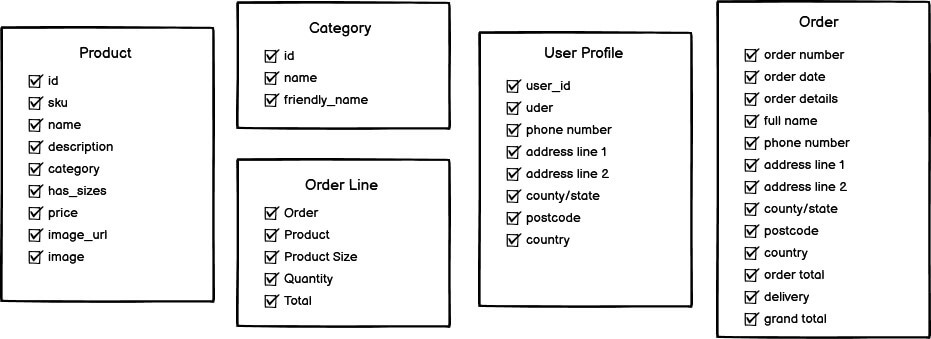 Product
id
sku
name
description
category
has_sizes
price
image_url
image
Category
id
name
friendly_name
Order Line
Order
Product
Product Size
Quantity
Total
User Profile
user_id
uder
phone number
address line 1
address line 2
county/state
postcode
country
Order
order number
order date
order details
full name
phone number
address line 1
address line 2
county/state
postcode
country
order total
delivery
grand total